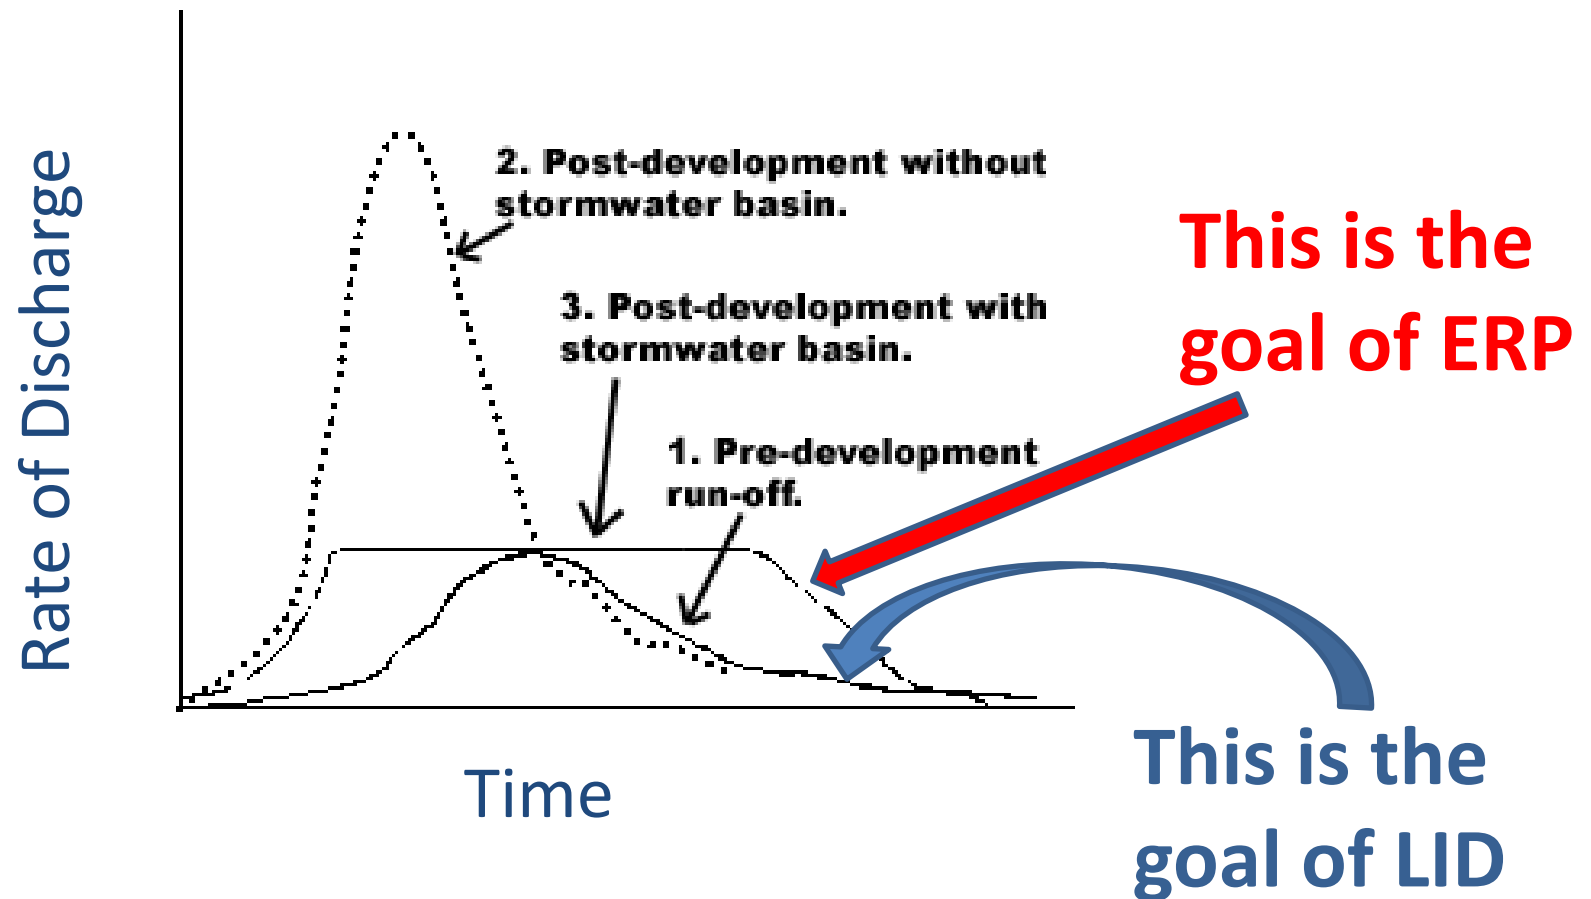 Rate of Discharge
2. Post-development without
stormwater basin.
3. Post-development with
stormwater basin.
1. Pre-development
run-off.
This is the
goal of ERP
Time
This is the
goal of LID